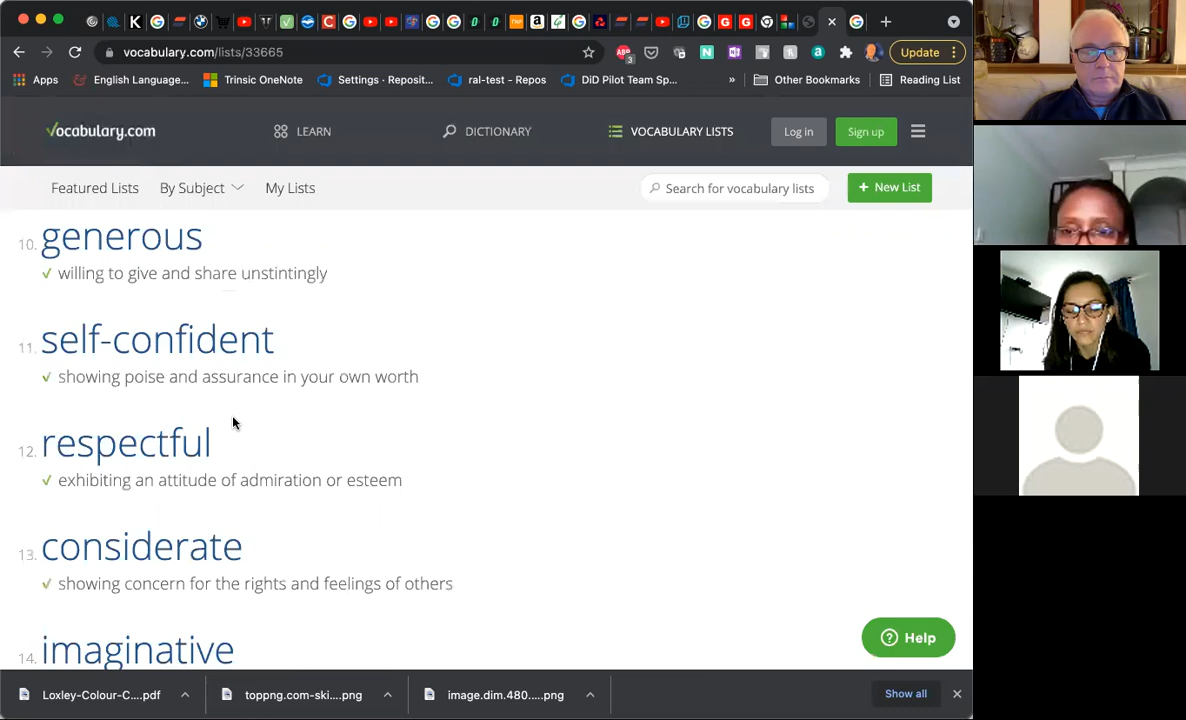 vocabulary.com/lists/33665
3
Update
Apps
English Language...
Trinsic OneNote
Settings · Reposit...
ral-test - Repos
DiD Pilot Team Sp...
»
Other Bookmarks
Reading List
Vocabulary.com
LEARN
DICTIONARY
VOCABULARY LISTS
Log in
Sign up
Featured Lists
By Subject
My Lists
Search for vocabulary lists
+ New List
10. generous
willing to give and share unstintingly
11. self-confident
showing poise and assurance in your own worth
12. respectful
exhibiting an attitude of admiration or esteem
13. considerate
showing concern for the rights and feelings of others
14. imaginative
Help
Loxley-Colour-C....pdf
toppng.com-ski....png
image.dim.480.....png
Show all